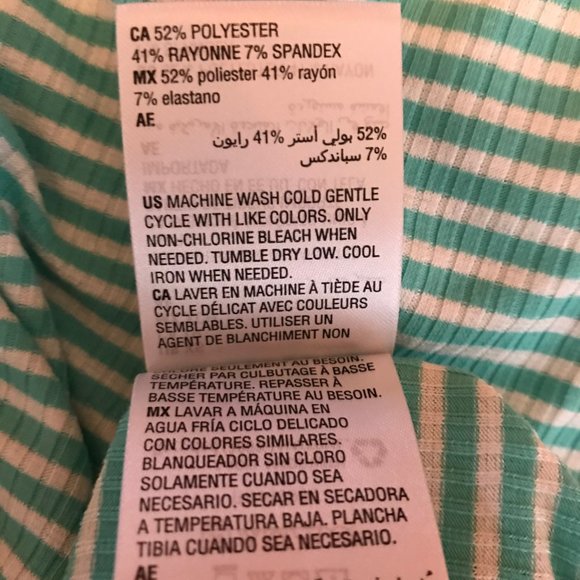 CA 52% POLYESTER
41% RAYONNE 7% SPANDEX
MX 52% poliester 41% rayón
7% elastano
AE
52% بولي أستر 41% رايون
7% سباندكس
US MACHINE WASH COLD GENTLE
CYCLE WITH LIKE COLORS. ONLY
NON-CHLORINE BLEACH WHEN
NEEDED. TUMBLE DRY LOW. COOL
IRON WHEN NEEDED.
CA LAVER EN MACHINE À TIÈDE AU
CYCLE DÉLICAT AVEC COULEURS
SEMBLABLES. UTILISER UN
AGENT DE BLANCHIMENT NON
SEULEMENT AU BESOIN.
SÉCHER PAR CULBUTAGE À BASSE
TEMPÉRATURE. REPASSER À
BASSE TEMPÉRATURE AU BESOIN.
MX LAVAR A MÁQUINA EN
AGUA FRÍA CICLO DELICADO
CON COLORES SIMILARES.
BLANQUEADOR SIN CLORO
SOLAMENTE CUANDO SEA
NECESARIO. SECAR EN SECADORA
A TEMPERATURA BAJA. PLANCHA
TIBIA CUANDO SEA NECESARIO.
AE